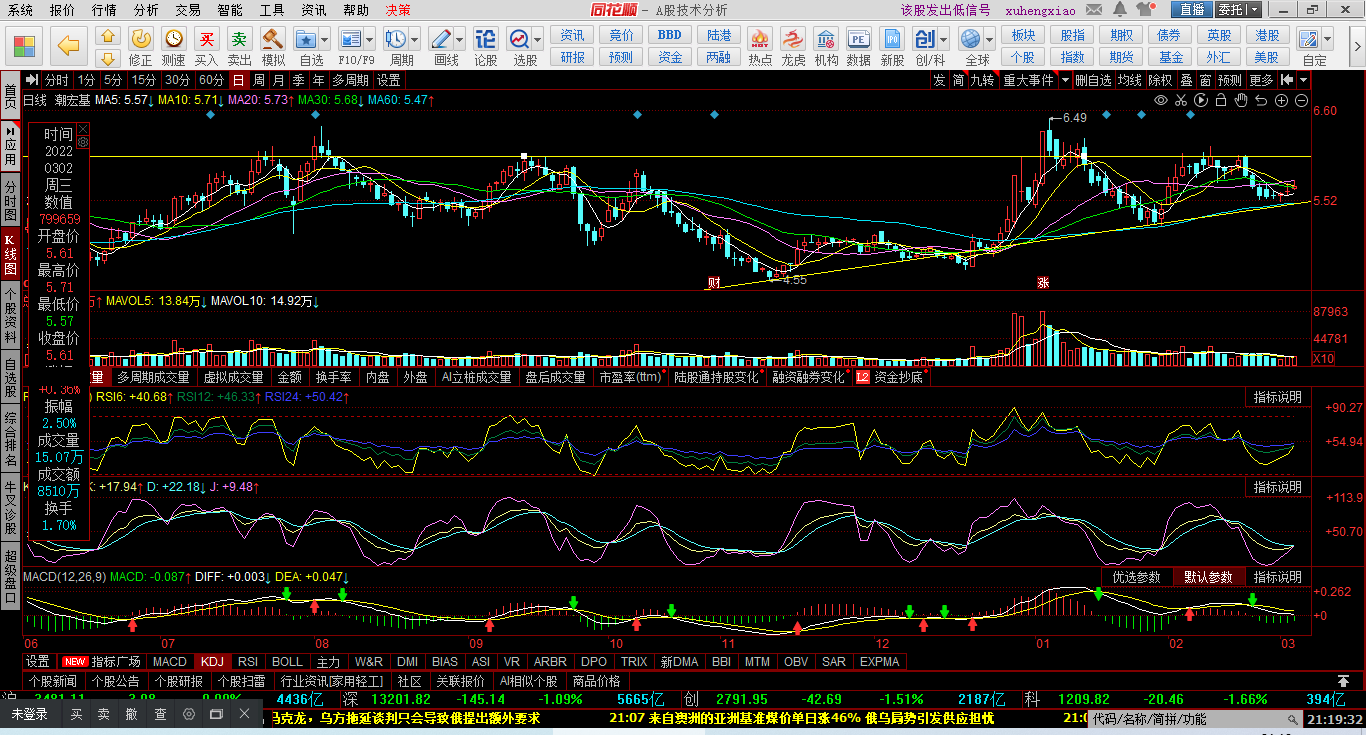 系统 报价 行情 分析 交易 智能 工具 资讯 帮助 决策 同花顺 - A股技术分析 该股发出低信号 xuhengxiao 直播 委托
修正 测速 买入 卖出 模拟 自选 F10/F9 周期 画线 论股 选股 资讯 竞价 BBD 陆港 热点 龙虎 机构 数据 新股 创/科 全球 板块 股指 期权 债券 英股 港股 自定
研报 预测 资金 两融 个股 指数 期货 基金 外汇 美股
分时 1分 5分 15分 30分 60分 日 周 月 季 年 多周期 设置 发 简 九转 重大事件 删自选 均线 除权 叠 窗 预测 更多
日线 潮宏基 MA5: 5.57↓ MA10: 5.71↓ MA20: 5.73↑ MA30: 5.68↓ MA60: 5.47↑
首页
应用
分时图
K线图
个股资料
自选股
综合排名
牛叉诊股
超级盘口
时间
2022
0302
周三
数值
799659
开盘价
5.61
最高价
5.71
最低价
5.57
收盘价
5.61
+0.36%
振幅
2.50%
成交量
15.07万
成交额
8510万
换手
1.70%
6.60
6.49
5.52
4.55
财
涨
MAVOL5: 13.84万↓ MAVOL10: 14.92万↓
87963
44781
X10
多周期成交量 虚拟成交量 金额 换手率 内盘 外盘 AI立桩成交量 盘后成交量 市盈率(ttm) 陆股通持股变化 融资融券变化 L2 资金抄底
RSI6: +40.68↑ RSI12: +46.33↑ RSI24: +50.42↑ 指标说明
+90.27
+54.94
K: +17.94↑ D: +22.18↓ J: +9.48↑ 指标说明
+113.9
+50.70
MACD(12,26,9) MACD: -0.087↑ DIFF: +0.003↓ DEA: +0.047↓ 优选参数 默认参数 指标说明
+0.262
+0
06 07 08 09 10 11 12 01 02 03
设置 NEW 指标广场 MACD KDJ RSI BOLL 主力 W&R DMI BIAS ASI VR ARBR DPO TRIX 新DMA BBI MTM OBV SAR EXPMA
个股新闻 个股公告 个股研报 个股扫雷 行业资讯[家用轻工] 社区 关联报价 AI相似个股 商品价格
4436亿 深 13201.82 -145.14 -1.09% 5665亿 创 2791.95 -42.69 -1.51% 2187亿 科 1209.82 -20.46 -1.66% 394亿
未登录 买 卖 撤 查 马克龙，乌方拖延谈判只会导致俄提出额外要求 21:07 来自澳洲的亚洲基准煤价单日涨46% 俄乌局势引发供应担忧 代码/名称/简拼/功能 21:19:32